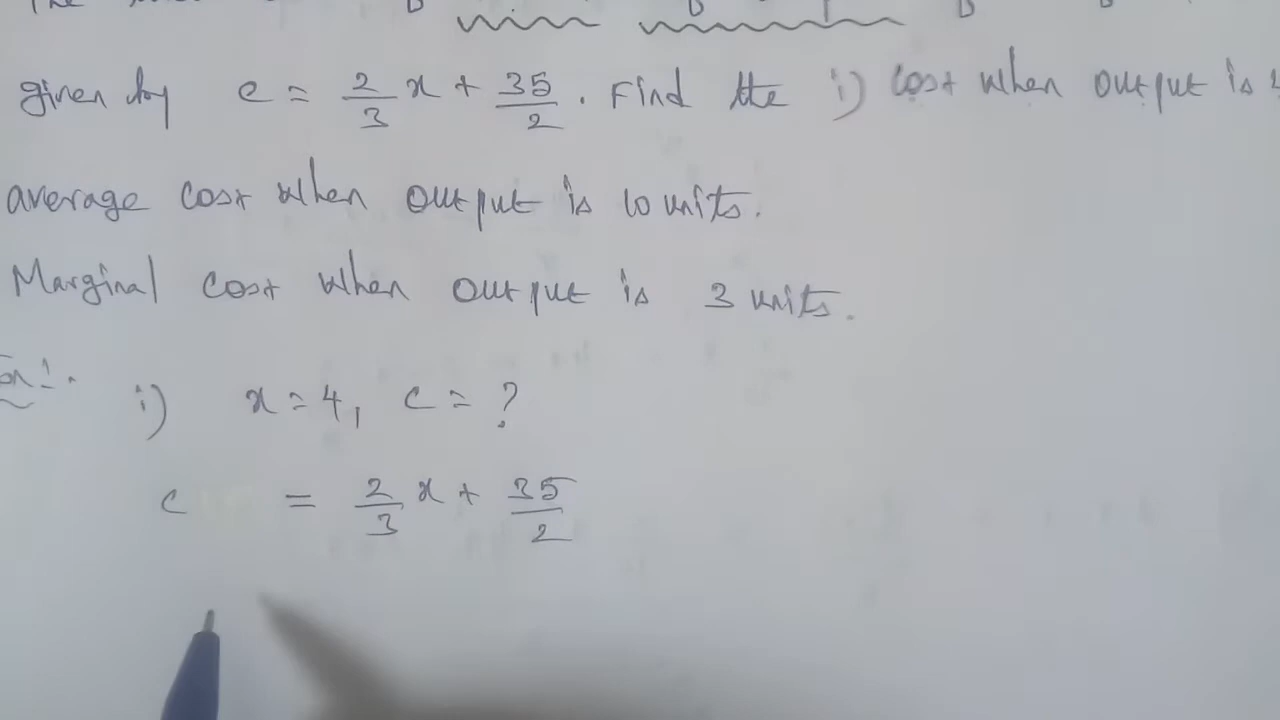 The
given by c = 2/3 x + 35/2 . Find the i) cost when output is
average cost when output is 10 units.
Marginal cost when output is 3 units.
i) x = 4, c = ?
c = 2/3 x + 35/2